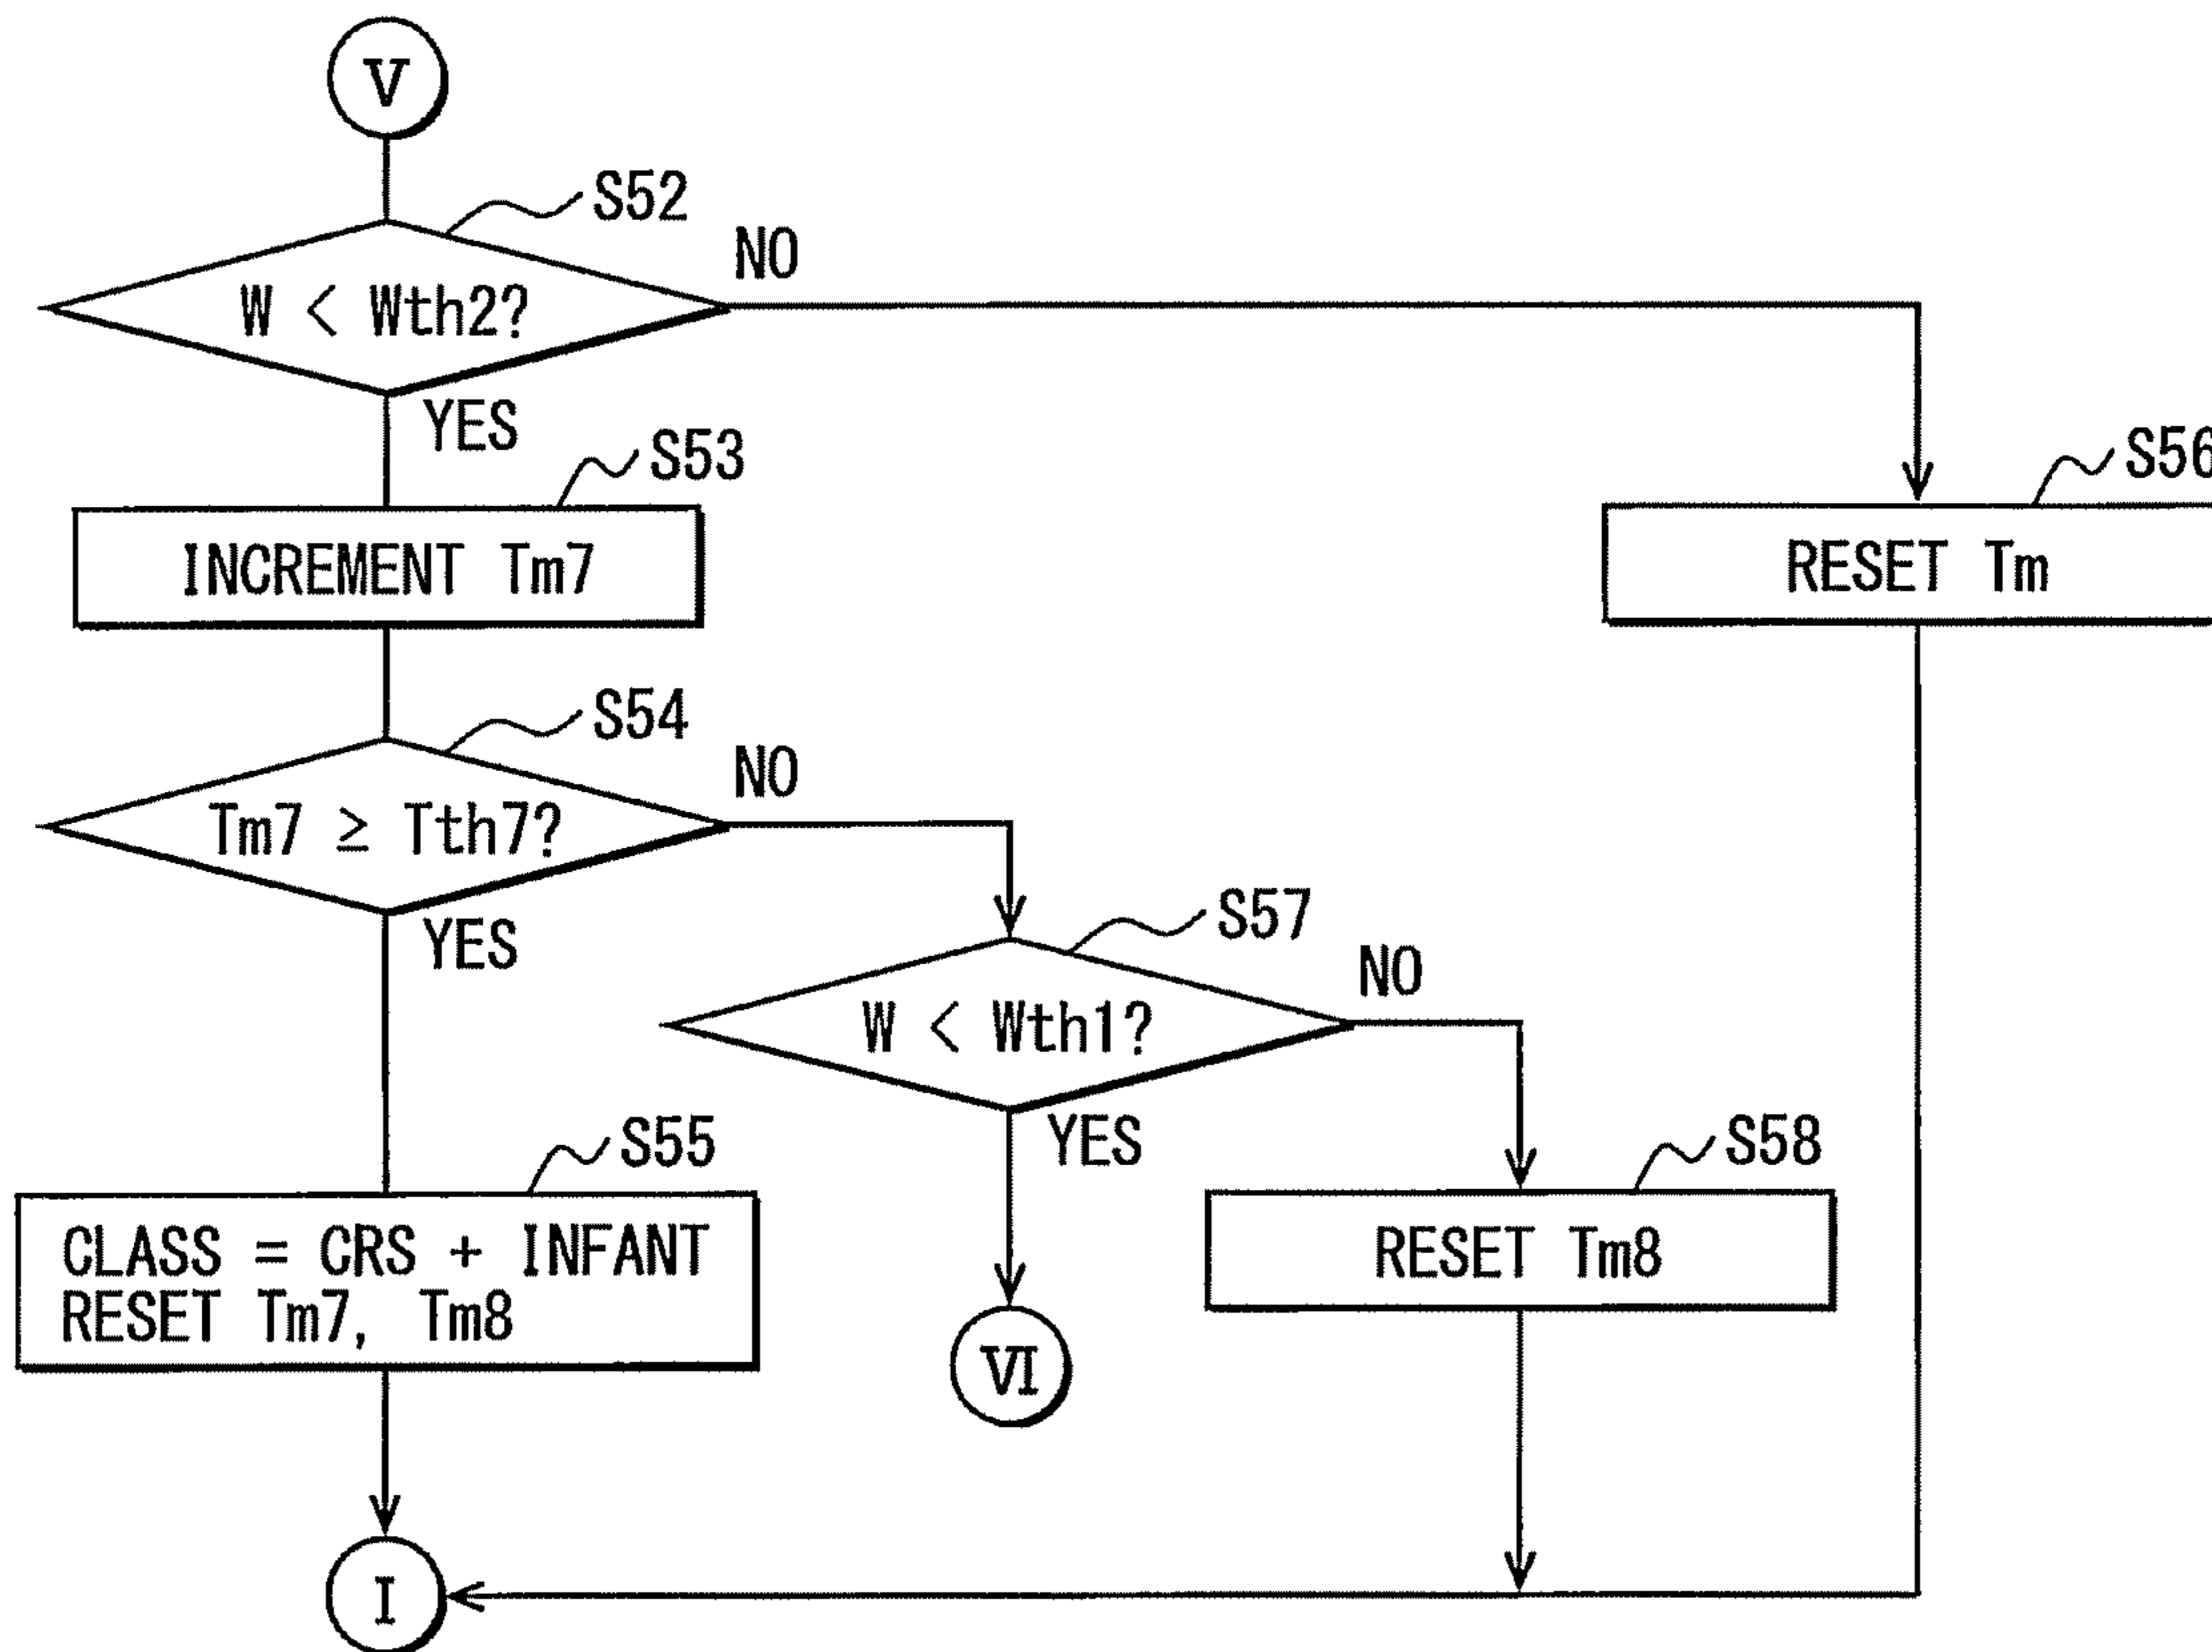 V
S52
W < Wth2?
NO
YES
S53
INCREMENT Tm7
S56
RESET Tm
S54
Tm7 ≥ Tth7?
NO
YES
S57
W < Wth1?
NO
YES
S55
CLASS = CRS + INFANT
RESET Tm7, Tm8
S58
RESET Tm8
VI
I